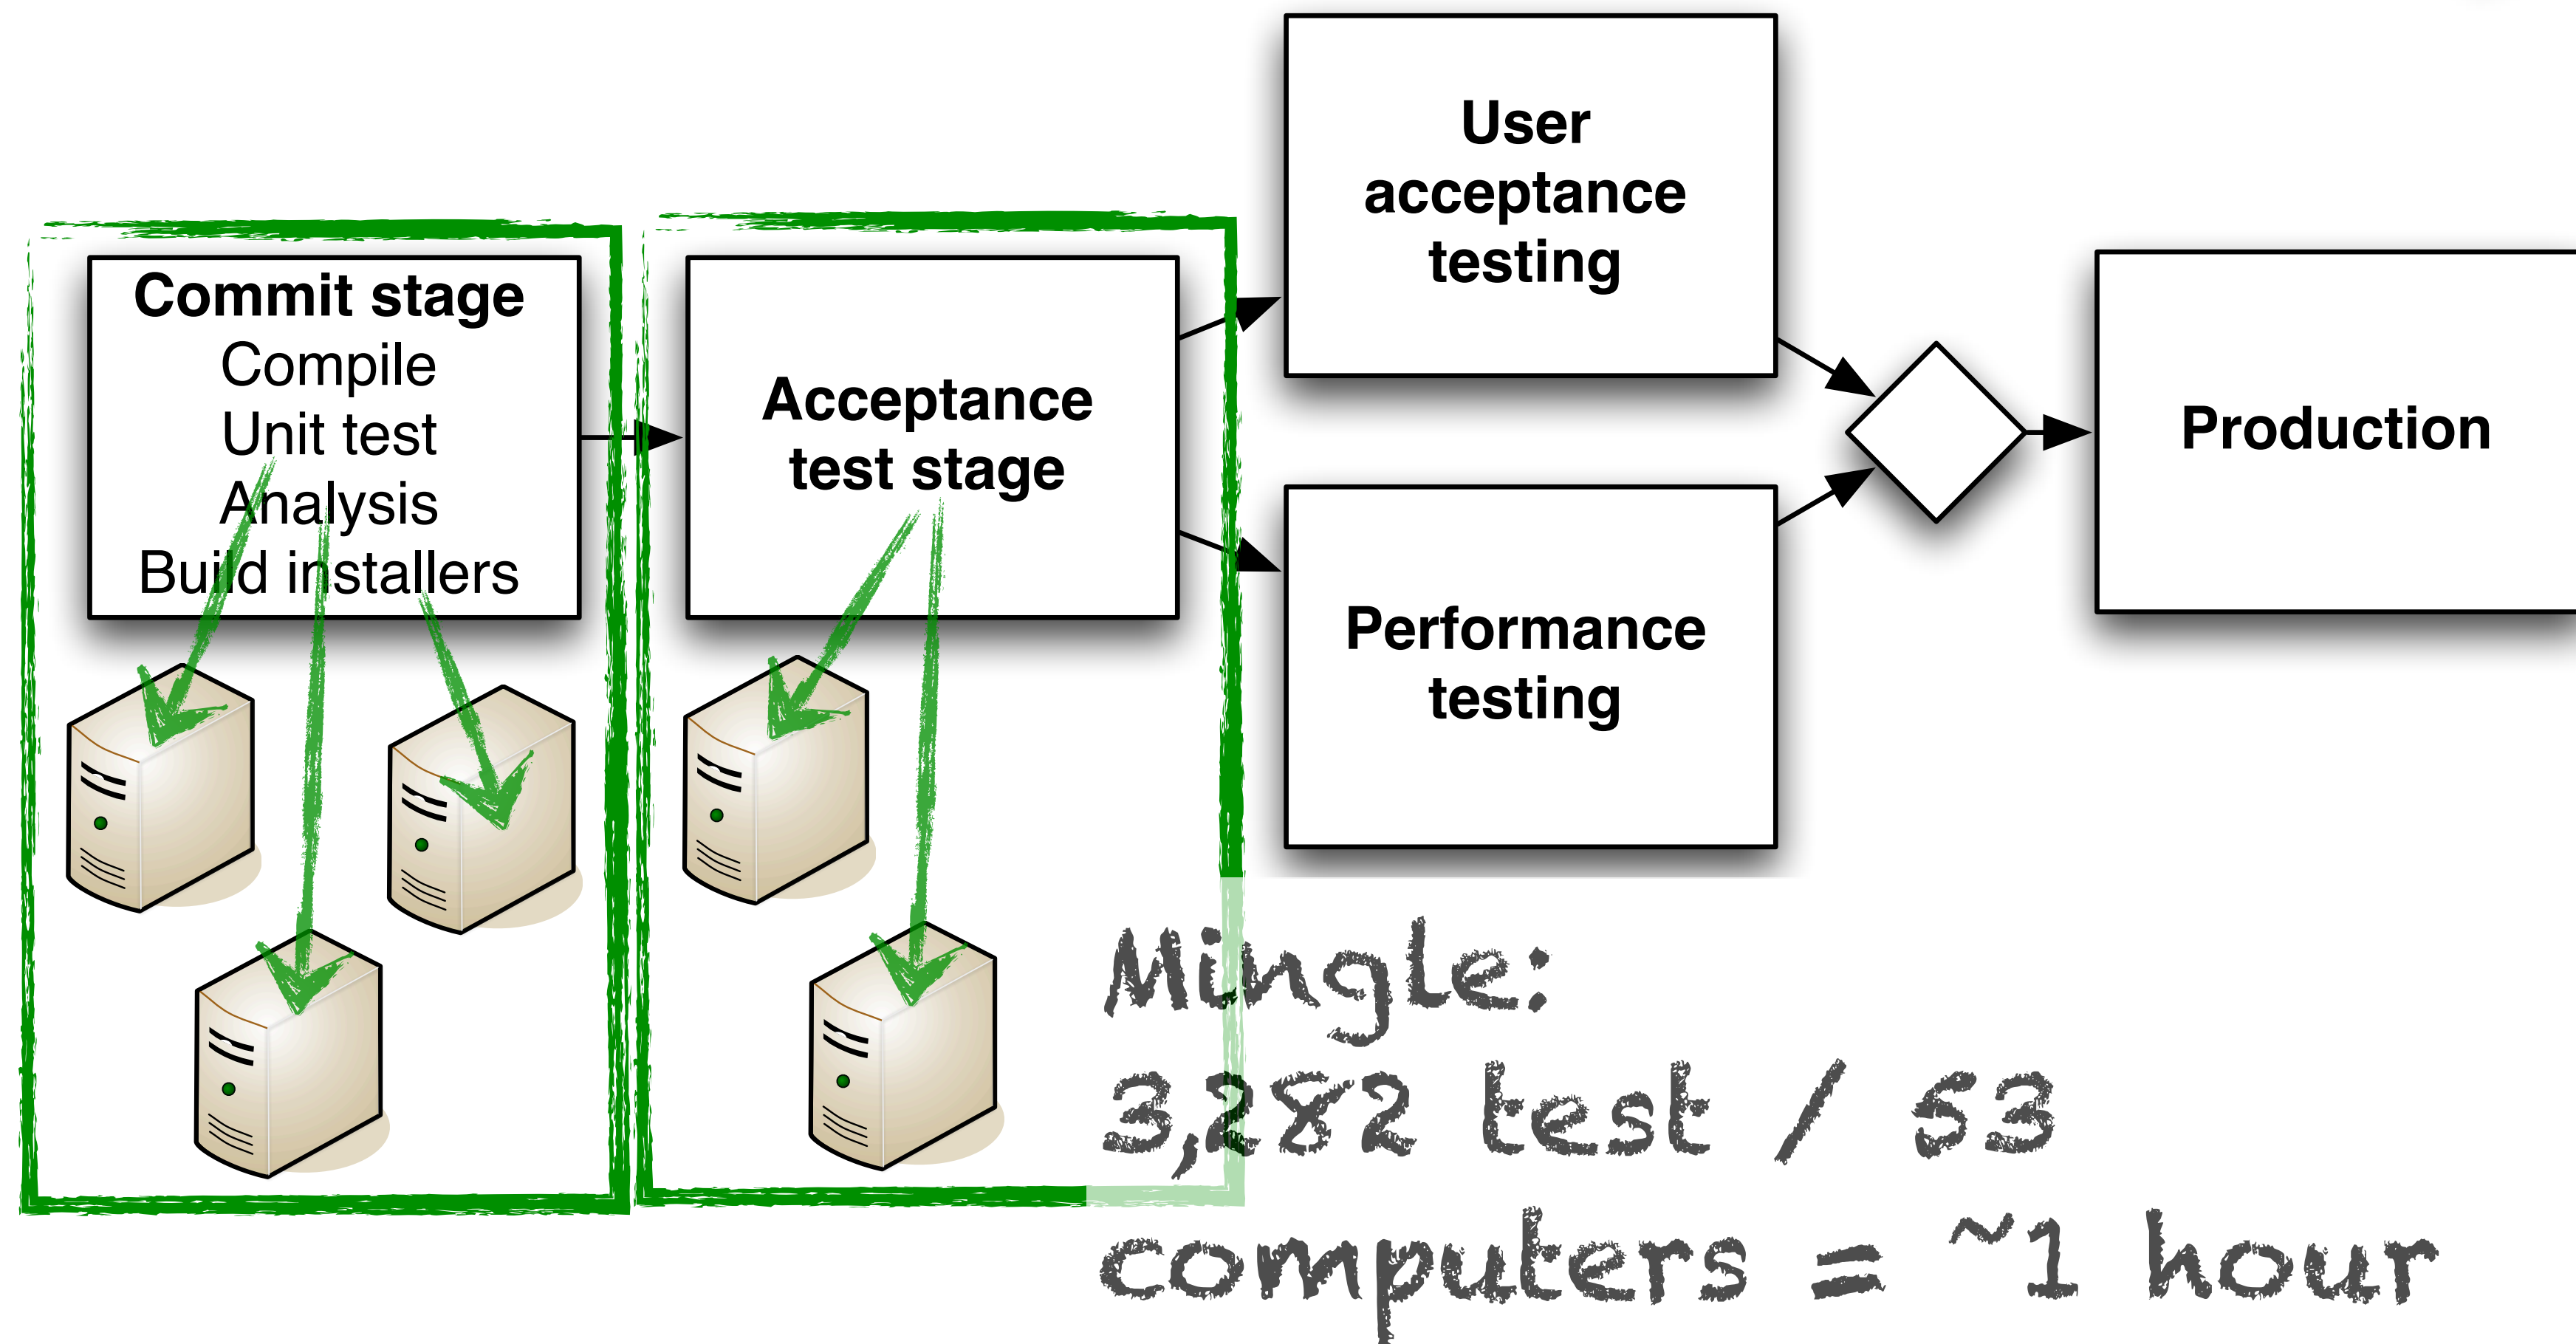 Commit stage
Compile
Unit test
Analysis
Build installers
Acceptance
test stage
User
acceptance
testing
Performance
testing
Production
Mingle:
3,282 test / 53
computers = ~1 hour